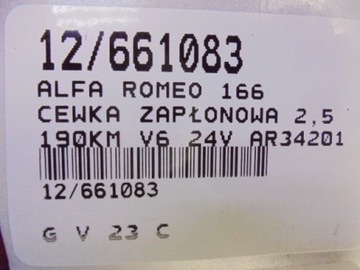 12/661083
ALFA ROMEO 166
CEWKA ZAPŁONOWA 2,5
190KM V6 24V AR34201
12/661083
G V 23 C